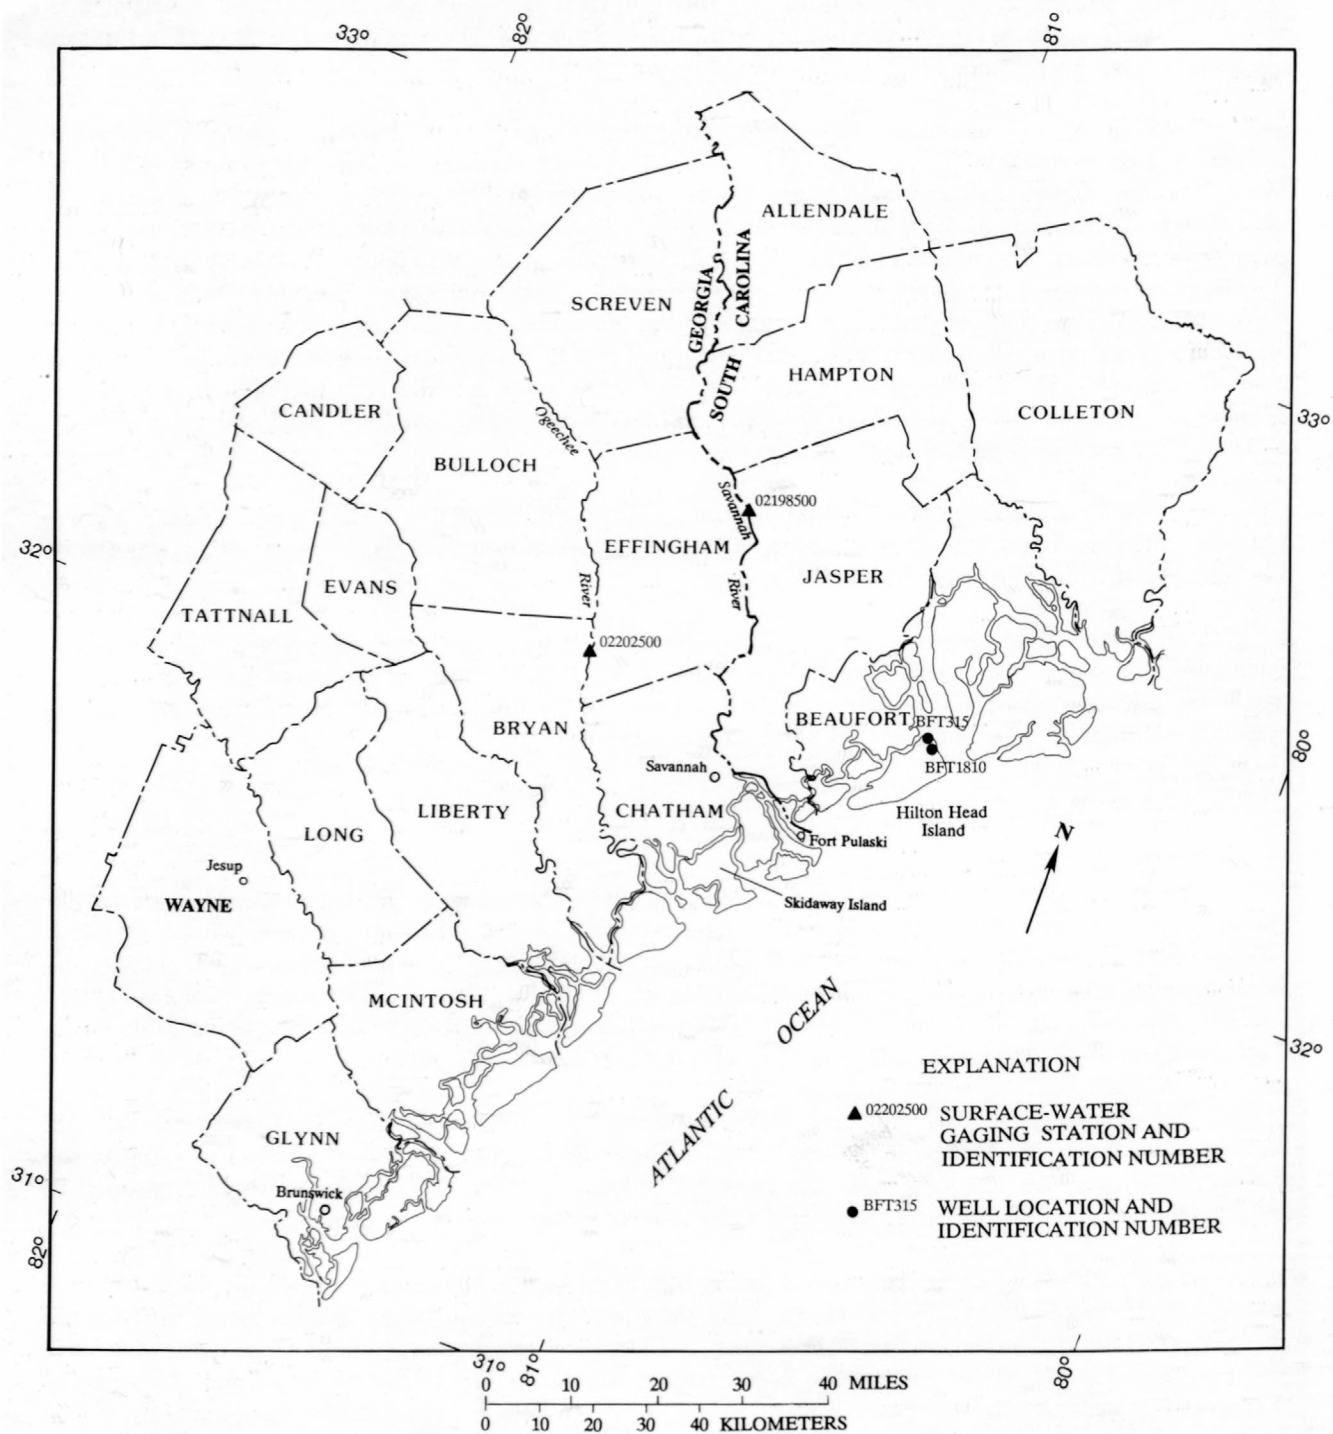 33°
82°
81°
ALLENDALE
GEORGIA
SOUTH CAROLINA
SCREVEN
HAMPTON
COLLETON
33°
CANDLER
Ogeechee
BULLOCH
02198500
Savannah
32°
EFFINGHAM
JASPER
EVANS
River
River
TATTNALL
02202500
BRYAN
BEAUFORT
BFT315
80°
Savannah
BFT1810
LIBERTY
CHATHAM
Hilton Head
Island
LONG
N
Fort Pulaski
Jesup
WAYNE
Skidaway Island
MCINTOSH
OCEAN
32°
EXPLANATION
ATLANTIC
02202500 SURFACE-WATER
GAGING STATION AND
IDENTIFICATION NUMBER
GLYNN
31°
Brunswick
BFT315 WELL LOCATION AND
IDENTIFICATION NUMBER
82°
31°
81°
80°
0 10 20 30 40 MILES
0 10 20 30 40 KILOMETERS